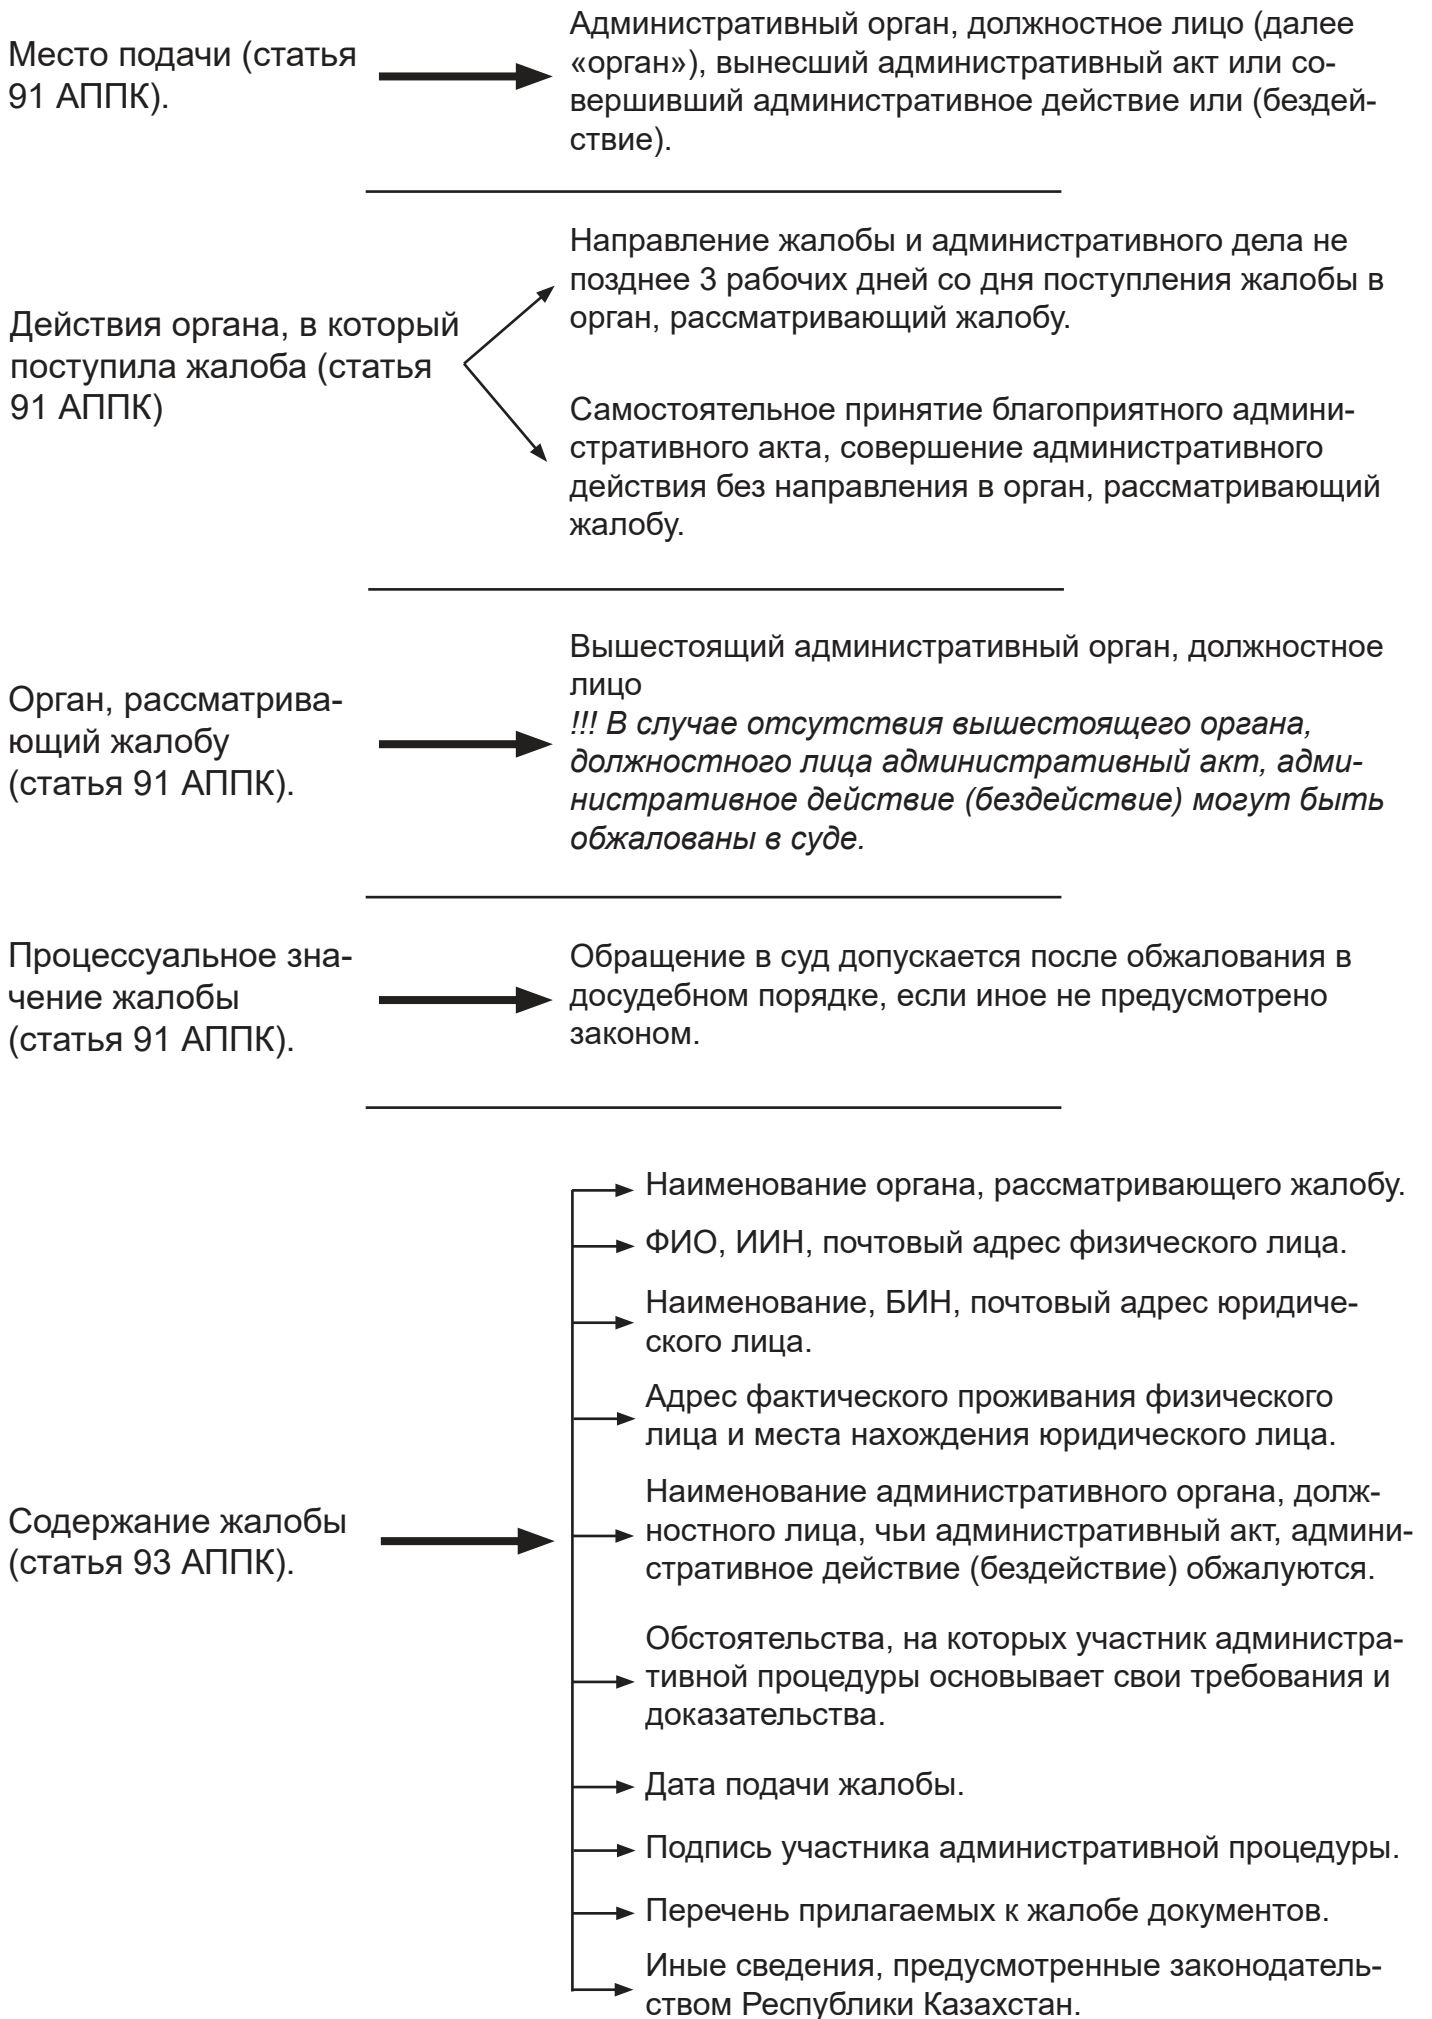 Место подачи (статья
91 АППК).
Административный орган, должностное лицо (далее
«орган»), вынесший административный акт или со-
вершивший административное действие или (бездей-
ствие).
Действия органа, в который
поступила жалоба (статья
91 АППК)
Направление жалобы и административного дела не
позднее 3 рабочих дней со дня поступления жалобы в
орган, рассматривающий жалобу.
Самостоятельное принятие благоприятного админи-
стративного акта, совершение административного
действия без направления в орган, рассматривающий
жалобу.
Орган, рассматрива-
ющий жалобу
(статья 91 АППК).
Вышестоящий административный орган, должностное
лицо
!!! В случае отсутствия вышестоящего органа,
должностного лица административный акт, адми-
нистративное действие (бездействие) могут быть
обжалованы в суде.
Процессуальное зна-
чение жалобы
(статья 91 АППК).
Обращение в суд допускается после обжалования в
досудебном порядке, если иное не предусмотрено
законом.
Содержание жалобы
(статья 93 АППК).
Наименование органа, рассматривающего жалобу.
ФИО, ИИН, почтовый адрес физического лица.
Наименование, БИН, почтовый адрес юридиче-
ского лица.
Адрес фактического проживания физического
лица и места нахождения юридического лица.
Наименование административного органа, долж-
ностного лица, чьи административный акт, админи-
стративное действие (бездействие) обжалуются.
Обстоятельства, на которых участник администра-
тивной процедуры основывает свои требования и
доказательства.
Дата подачи жалобы.
Подпись участника административной процедуры.
Перечень прилагаемых к жалобе документов.
Иные сведения, предусмотренные законодатель-
ством Республики Казахстан.